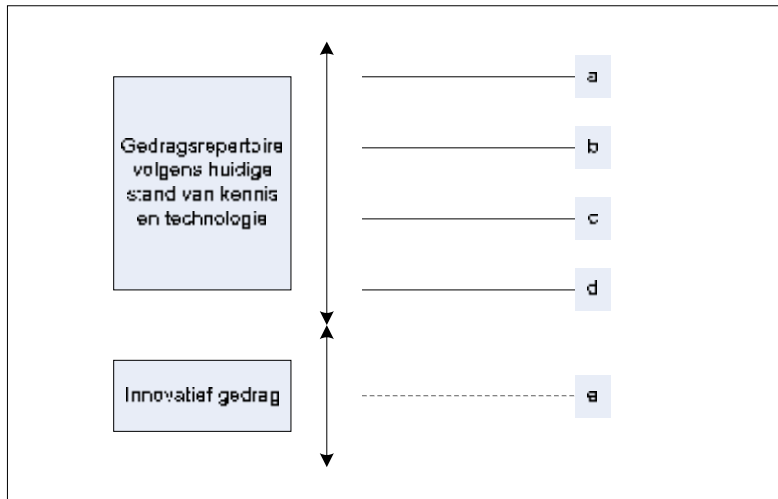 Gedragsrepertoire
volgens huidige
stand van kennis
en technologie
a
b
c
d
Innovatief gedrag
e